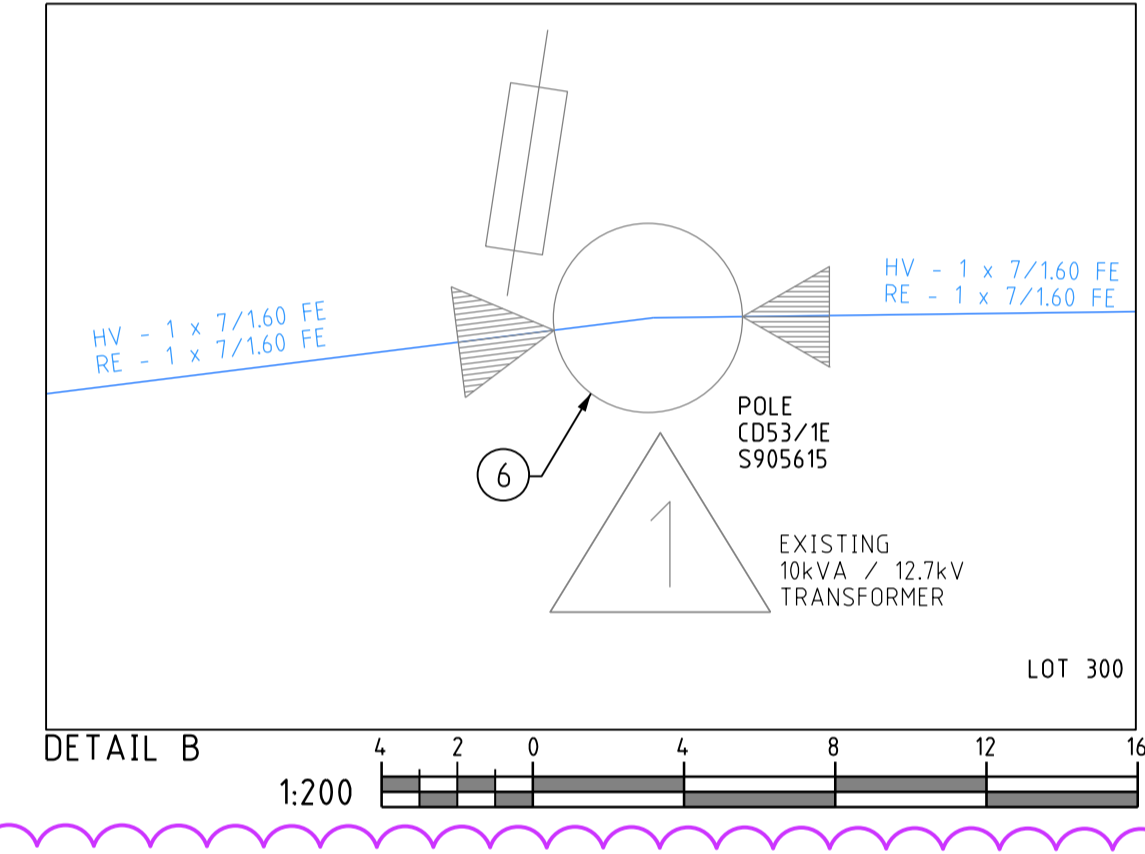 HV - 1 x 7/1.60 FE
RE - 1 x 7/1.60 FE
HV - 1 x 7/1.60 FE
RE - 1 x 7/1.60 FE
POLE
CD53/1E
S905615
6
1
EXISTING
10kVA / 12.7kV
TRANSFORMER
LOT 300
DETAIL B
4 2 0 4 8 12 16
1:200